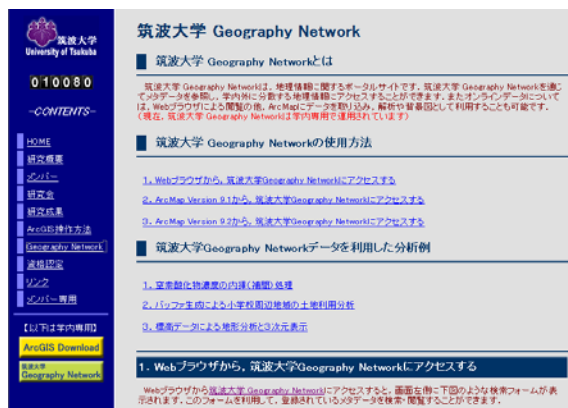 筑波大学
University of Tsukuba
010080
-CONTENTS-
HOME
研究概要
メンバー
研究会
研究成果
ArcGIS操作方法
Geography Network
資格認定
リンク
メンバー専用
【以下は学内専用】
ArcGIS Download
筑波大学
Geography Network
筑波大学 Geography Network
筑波大学 Geography Networkとは
筑波大学 Geography Networkは、地理情報に関するポータルサイトです。筑波大学 Geography Networkを通じ
てメタデータを参照し、学内外に分散する地理情報にアクセスすることができます。またオンラインデータについて
は、Webブラウザによる閲覧の他、ArcMapにデータを取り込み、解析や背景図として利用することも可能です。
(現在、筑波大学 Geography Networkは学内専用で運用されています)
筑波大学 Geography Networkの使用方法
1. Webブラウザから、筑波大学Geography Networkにアクセスする
2. ArcMap Version 9.1から、筑波大学Geography Networkにアクセスする
3. ArcMap Version 9.2から、筑波大学Geography Networkにアクセスする
筑波大学Geography Networkデータを利用した分析例
1. 窒素酸化物濃度の内挿(補間)処理
2. バッファ生成による小学校周辺地域の土地利用分析
3. 標高データによる地形分析と3次元表示
1. Webブラウザから、筑波大学Geography Networkにアクセスする
Webブラウザから筑波大学 Geography Networkにアクセスすると、画面左側に下図のような検索フォームが表
示されます。このフォームを利用して、登録されているメタデータを検索・閲覧することができます。